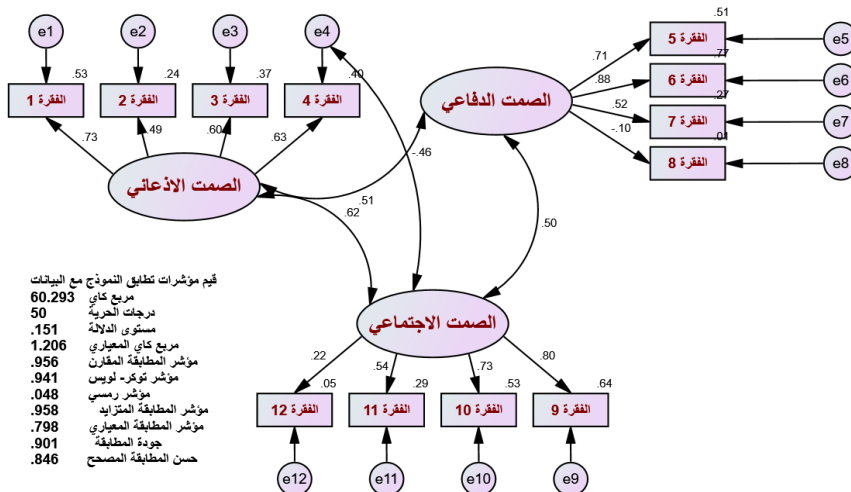 e1 e2 e3 e4
.53 .24 .37 .40 .51
الفقرة 1 الفقرة 2 الفقرة 3 الفقرة 4
الفقرة 5 e5
.71 .77
الفقرة 6 e6
.88 .27
الفقرة 7 e7
.52 .01
الفقرة 8 e8
-.10
.73 .49 .60 .63
الصمت الدفاعي
الصمت الاذعاني
-.46
.51
.62
.50
الصمت الاجتماعي
.22 .54 .73 .80
.05 .29 .53 .64
الفقرة 12 الفقرة 11 الفقرة 10 الفقرة 9
e12 e11 e10 e9
قيم مؤشرات تطابق النموذج مع البيانات
مربع كاي 60.293
درجات الحرية 50
مستوى الدلالة .151
مربع كاي المعياري 1.206
مؤشر المطابقة المقارن .956
مؤشر توكر- لويس .941
مؤشر رمسي .048
مؤشر المطابقة المتزايد .958
مؤشر المطابقة المعياري .798
جودة المطابقة .901
حسن المطابقة المصحح .846